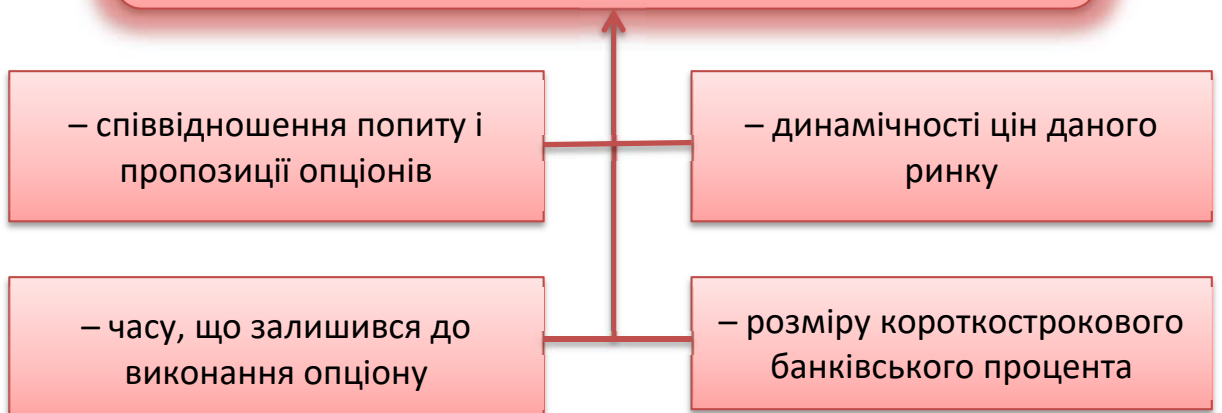 – співвідношення попиту і
пропозиції опціонів
– динамічності цін даного
ринку
– часу, що залишився до
виконання опціону
– розміру короткострокового
банківського процента